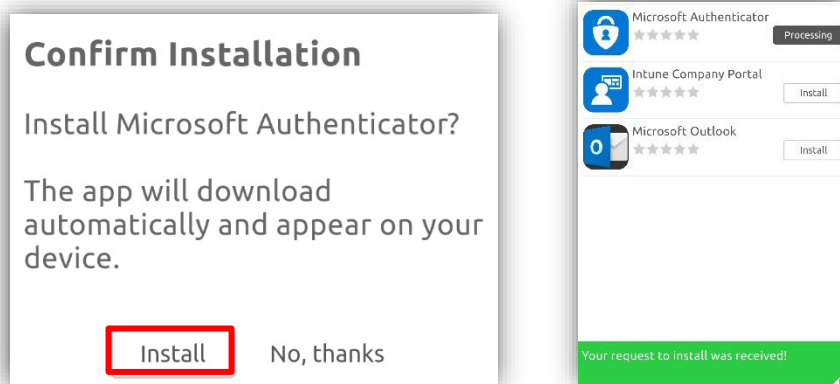 Confirm Installation
Install Microsoft Authenticator?
The app will download
automatically and appear on your
device.
Install
No, thanks
Microsoft Authenticator
Processing
Intune Company Portal
Install
Microsoft Outlook
Install
Your request to install was received!